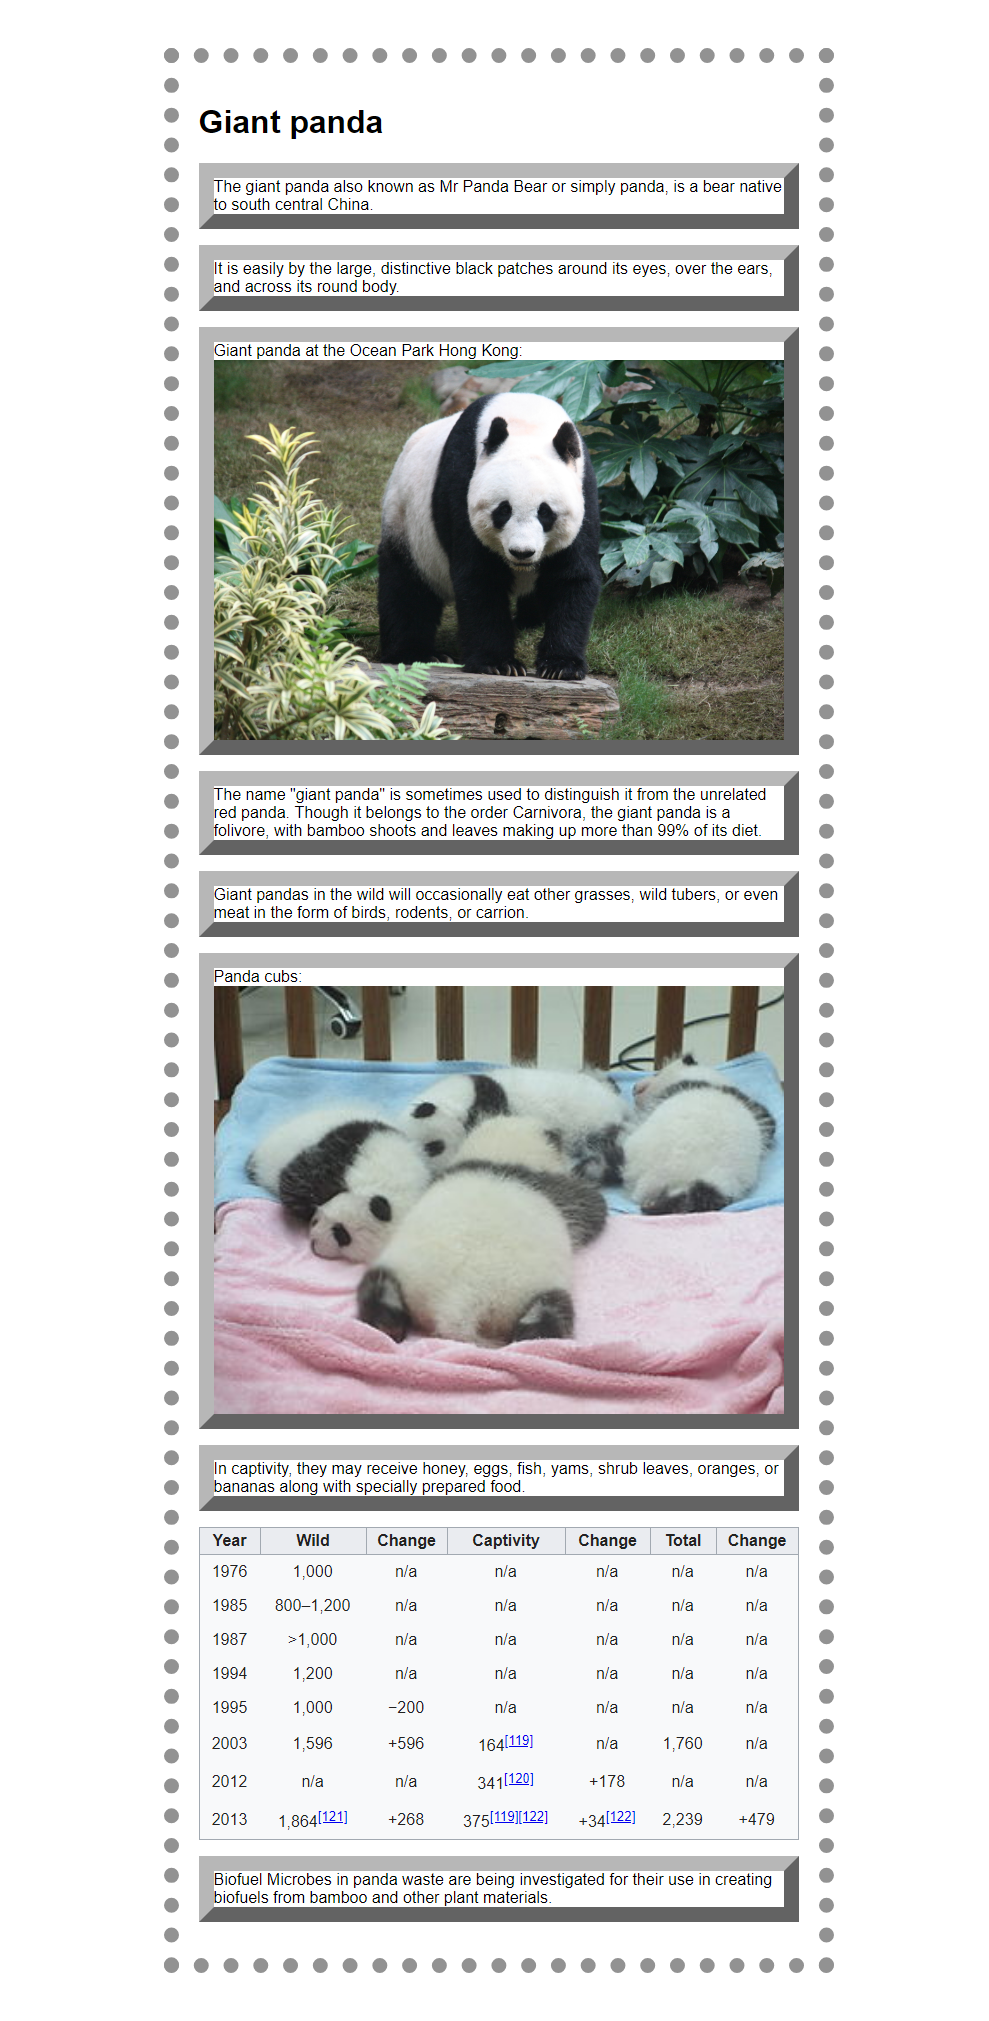 Giant panda
The giant panda also known as Mr Panda Bear or simply panda, is a bear native
to south central China.
It is easily by the large, distinctive black patches around its eyes, over the ears,
and across its round body.
Giant panda at the Ocean Park Hong Kong:
The name "giant panda" is sometimes used to distinguish it from the unrelated
red panda. Though it belongs to the order Carnivora, the giant panda is a
folivore, with bamboo shoots and leaves making up more than 99% of its diet.
Giant pandas in the wild will occasionally eat other grasses, wild tubers, or even
meat in the form of birds, rodents, or carrion.
Panda cubs:
In captivity, they may receive honey, eggs, fish, yams, shrub leaves, oranges, or
bananas along with specially prepared food.
Year Wild Change Captivity Change Total Change
1976 1,000 n/a n/a n/a n/a n/a
1985 800–1,200 n/a n/a n/a n/a n/a
1987 >1,000 n/a n/a n/a n/a n/a
1994 1,200 n/a n/a n/a n/a n/a
1995 1,000 −200 n/a n/a n/a n/a
2003 1,596 +596 164[119] n/a 1,760 n/a
2012 n/a n/a 341[120] +178 n/a n/a
2013 1,864[121] +268 375[119][122] +34[122] 2,239 +479
Biofuel Microbes in panda waste are being investigated for their use in creating
biofuels from bamboo and other plant materials.